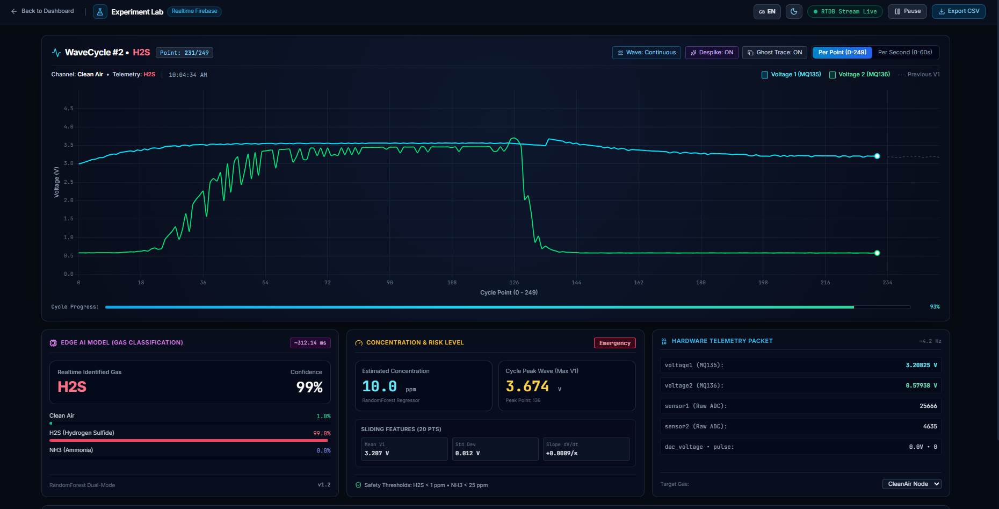 Back to Dashboard
Experiment Lab
Realtime Firebase
GB EN
RTDB Stream Live
Pause
Export CSV
WaveCycle #2 • H2S
Point: 231/249
Wave: Continuous
Despike: ON
Ghost Trace: ON
Per Point (0-249)
Per Second (0-60s)
Channel: Clean Air • Telemetry: H2S
10:04:34 AM
Voltage 1 (MQ135)
Voltage 2 (MQ136)
Previous V1
Voltage (V)
4.5
4.0
3.5
3.0
2.5
2.0
1.5
1.0
0.5
0.0
0 18 36 54 72 90 108 126 144 162 180 198 216 234
Cycle Point (0 - 249)
Cycle Progress:
93%
EDGE AI MODEL (GAS CLASSIFICATION)
~312.14 ms
Realtime Identified Gas
Confidence
H2S
99%
Clean Air
1.0%
H2S (Hydrogen Sulfide)
99.0%
NH3 (Ammonia)
0.0%
RandomForest Dual-Mode
v1.2
CONCENTRATION & RISK LEVEL
Emergency
Estimated Concentration
10.0 ppm
RandomForest Regressor
Cycle Peak Wave (Max V1)
3.674 V
Peak Point: 136
SLIDING FEATURES (20 PTS)
Mean V1
3.207 V
Std Dev
0.012 V
Slope dV/dt
+0.0009/s
Safety Thresholds: H2S < 1 ppm • NH3 < 25 ppm
HARDWARE TELEMETRY PACKET
~4.2 Hz
voltage1 (MQ135):
3.20825 V
voltage2 (MQ136):
0.57938 V
sensor1 (Raw ADC):
25666
sensor2 (Raw ADC):
4635
dac_voltage • pulse:
0.0V • 0
Target Gas:
CleanAir Node